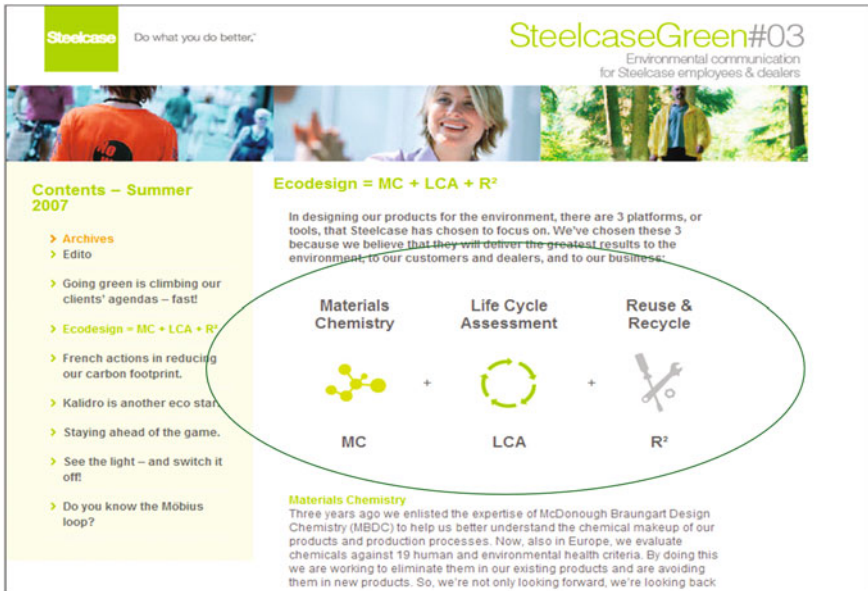 Steelcase
Do what you do better.™
SteelcaseGreen#03
Environmental communication
for Steelcase employees & dealers
Contents – Summer
2007
Archives
Edito
Going green is climbing our
clients' agendas – fast!
Ecodesign = MC + LCA + R²
French actions in reducing
our carbon footprint.
Kalidro is another eco star.
Staying ahead of the game.
See the light – and switch it
off!
Do you know the Möbius
loop?
Ecodesign = MC + LCA + R²
In designing our products for the environment, there are 3 platforms, or
tools, that Steelcase has chosen to focus on. We've chosen these 3
because we believe that they will deliver the greatest results to the
environment, to our customers and dealers, and to our business:
Materials
Chemistry
Life Cycle
Assessment
Reuse &
Recycle
+
+
MC
LCA
R²
Materials Chemistry
Three years ago we enlisted the expertise of McDonough Braungart Design
Chemistry (MBDC) to help us better understand the chemical makeup of our
products and production processes. Now, also in Europe, we evaluate
chemicals against 19 human and environmental health criteria. By doing this
we are working to eliminate them in our existing products and are avoiding
them in new products. So, we're not only looking forward, we're looking back